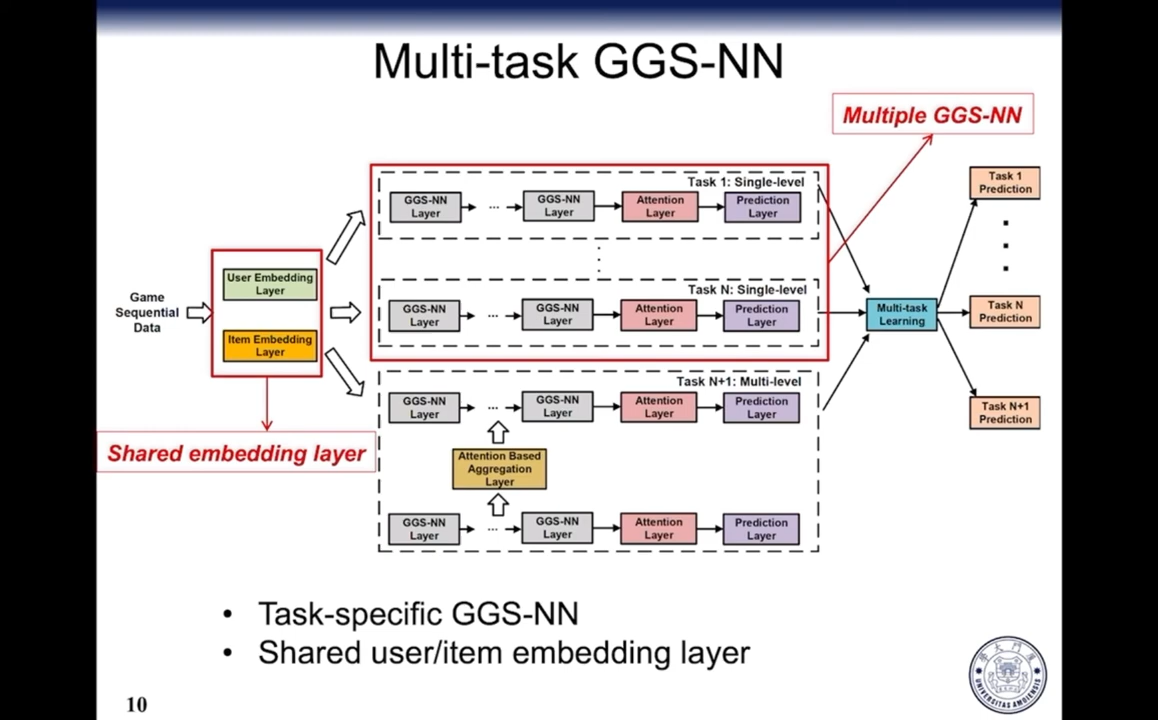 Multi-task GGS-NN
Multiple GGS-NN
Task 1: Single-level
GGS-NN
Layer
...
GGS-NN
Layer
Attention
Layer
Prediction
Layer
Task 1
Prediction
Task N: Single-level
GGS-NN
Layer
...
GGS-NN
Layer
Attention
Layer
Prediction
Layer
Game
Sequential
Data
User Embedding
Layer
Item Embedding
Layer
Multi-task
Learning
Task N
Prediction
Task N+1: Multi-level
GGS-NN
Layer
...
GGS-NN
Layer
Attention
Layer
Prediction
Layer
Task N+1
Prediction
Shared embedding layer
Attention Based
Aggregation
Layer
GGS-NN
Layer
...
GGS-NN
Layer
Attention
Layer
Prediction
Layer
• Task-specific GGS-NN
• Shared user/item embedding layer
10
UNIVERSITAS AMOIENSIS